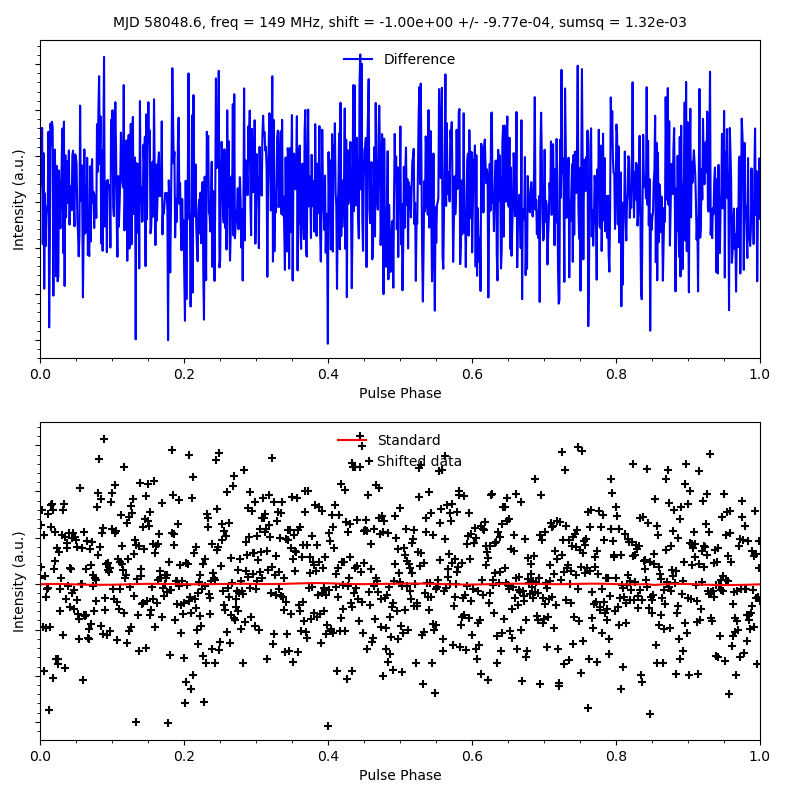 MJD 58048.6, freq = 149 MHz, shift = -1.00e+00 +/- -9.77e-04, sumsq = 1.32e-03
Difference
Intensity (a.u.)
0.0 0.2 0.4 0.6 0.8 1.0
Pulse Phase
Standard
Shifted data
Intensity (a.u.)
0.0 0.2 0.4 0.6 0.8 1.0
Pulse Phase